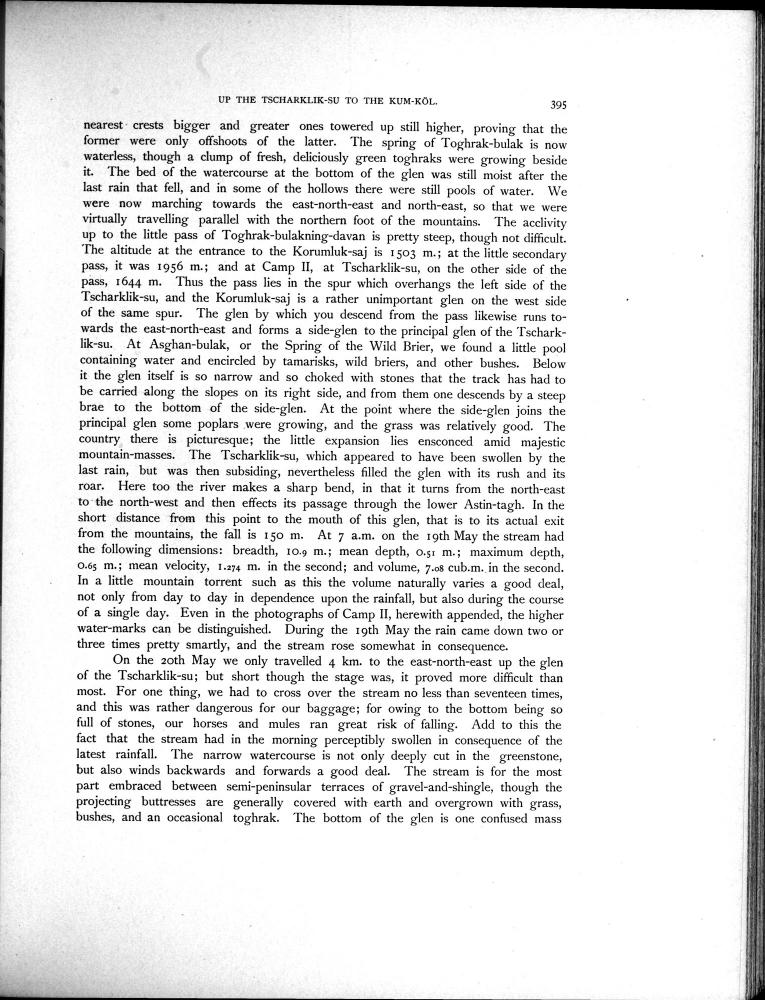 UP THE TSCHARKLIK-SU TO THE KUM-KÖL.
395
nearest crests bigger and greater ones towered up still higher, proving that the
former were only offshoots of the latter. The spring of Toghrak-bulak is now
waterless, though a clump of fresh, deliciously green toghraks were growing beside
it. The bed of the watercourse at the bottom of the glen was still moist after the
last rain that fell, and in some of the hollows there were still pools of water. We
were now marching towards the east-north-east and north-east, so that we were
virtually travelling parallel with the northern foot of the mountains. The acclivity
up to the little pass of Toghrak-bulakning-davan is pretty steep, though not difficult.
The altitude at the entrance to the Korumluk-saj is 1503 m.; at the little secondary
pass, it was 1956 m.; and at Camp II, at Tscharklik-su, on the other side of the
pass, 1644 m. Thus the pass lies in the spur which overhangs the left side of the
Tscharklik-su, and the Korumluk-saj is a rather unimportant glen on the west side
of the same spur. The glen by which you descend from the pass likewise runs to-
wards the east-north-east and forms a side-glen to the principal glen of the Tschark-
lik-su. At Asghan-bulak, or the Spring of the Wild Brier, we found a little pool
containing water and encircled by tamarisks, wild briers, and other bushes. Below
it the glen itself is so narrow and so choked with stones that the track has had to
be carried along the slopes on its right side, and from them one descends by a steep
brae to the bottom of the side-glen. At the point where the side-glen joins the
principal glen some poplars were growing, and the grass was relatively good. The
country there is picturesque; the little expansion lies ensconced amid majestic
mountain-masses. The Tscharklik-su, which appeared to have been swollen by the
last rain, but was then subsiding, nevertheless filled the glen with its rush and its
roar. Here too the river makes a sharp bend, in that it turns from the north-east
to the north-west and then effects its passage through the lower Astin-tagh. In the
short distance from this point to the mouth of this glen, that is to its actual exit
from the mountains, the fall is 150 m. At 7 a.m. on the 19th May the stream had
the following dimensions: breadth, 10.9 m.; mean depth, 0.51 m.; maximum depth,
0.65 m.; mean velocity, 1.274 m. in the second; and volume, 7.08 cub.m. in the second.
In a little mountain torrent such as this the volume naturally varies a good deal,
not only from day to day in dependence upon the rainfall, but also during the course
of a single day. Even in the photographs of Camp II, herewith appended, the higher
water-marks can be distinguished. During the 19th May the rain came down two or
three times pretty smartly, and the stream rose somewhat in consequence.
On the 20th May we only travelled 4 km. to the east-north-east up the glen
of the Tscharklik-su; but short though the stage was, it proved more difficult than
most. For one thing, we had to cross over the stream no less than seventeen times,
and this was rather dangerous for our baggage; for owing to the bottom being so
full of stones, our horses and mules ran great risk of falling. Add to this the
fact that the stream had in the morning perceptibly swollen in consequence of the
latest rainfall. The narrow watercourse is not only deeply cut in the greenstone,
but also winds backwards and forwards a good deal. The stream is for the most
part embraced between semi-peninsular terraces of gravel-and-shingle, though the
projecting buttresses are generally covered with earth and overgrown with grass,
bushes, and an occasional toghrak. The bottom of the glen is one confused mass